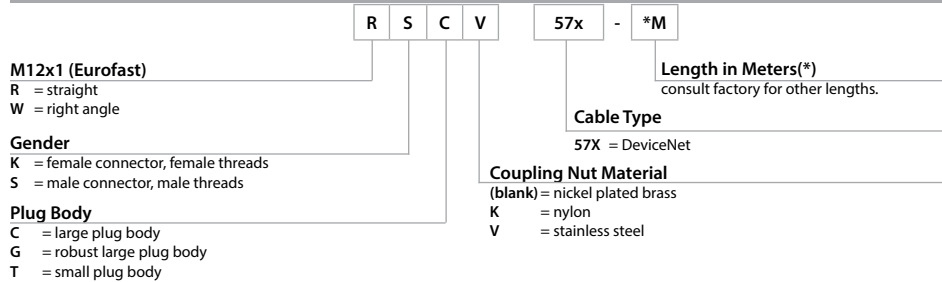 R S C V 57x - *M
M12x1 (Eurofast)
R = straight
W = right angle
Gender
K = female connector, female threads
S = male connector, male threads
Plug Body
C = large plug body
G = robust large plug body
T = small plug body
Length in Meters(*)
consult factory for other lengths.
Cable Type
57X = DeviceNet
Coupling Nut Material
(blank) = nickel plated brass
K = nylon
V = stainless steel